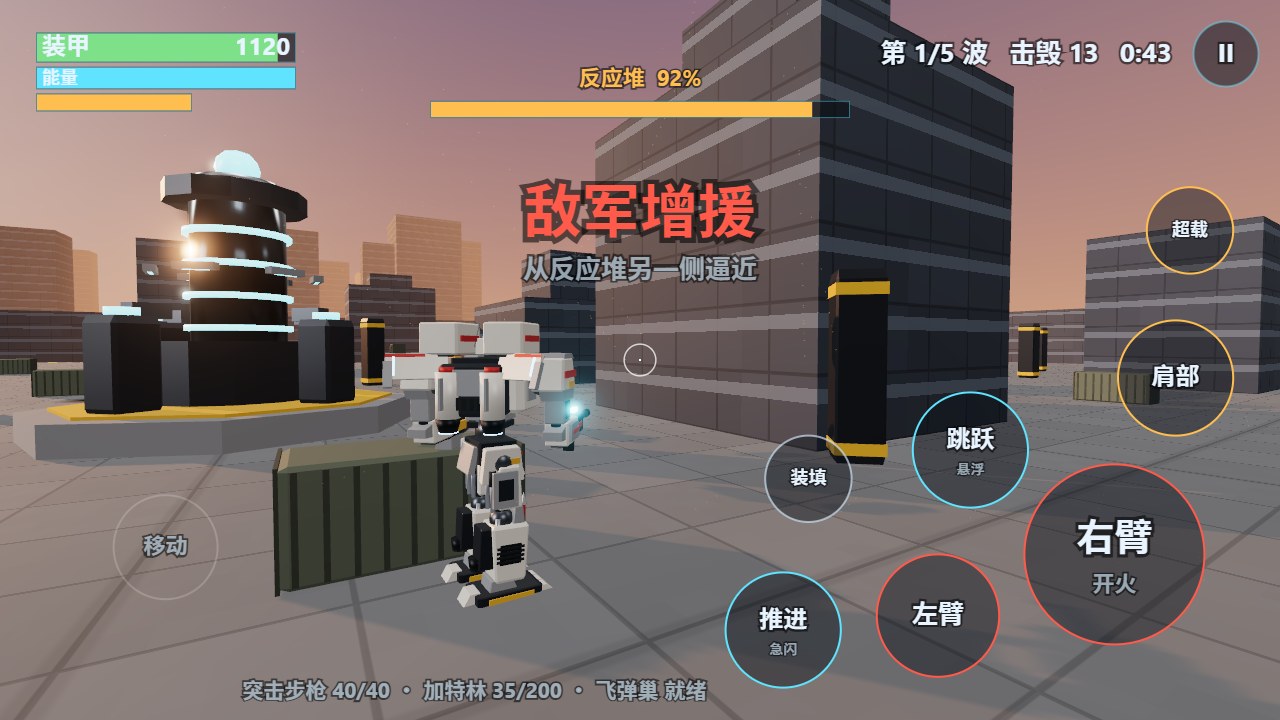 装甲 1120
能量
反应堆 92%
第 1/5 波 击毁 13 0:43
敌军增援
从反应堆另一侧逼近
超载
肩部
跳跃
悬浮
装填
右臂
开火
移动
推进
急闪
左臂
突击步枪 40/40 · 加特林 35/200 · 飞弹巢 就绪